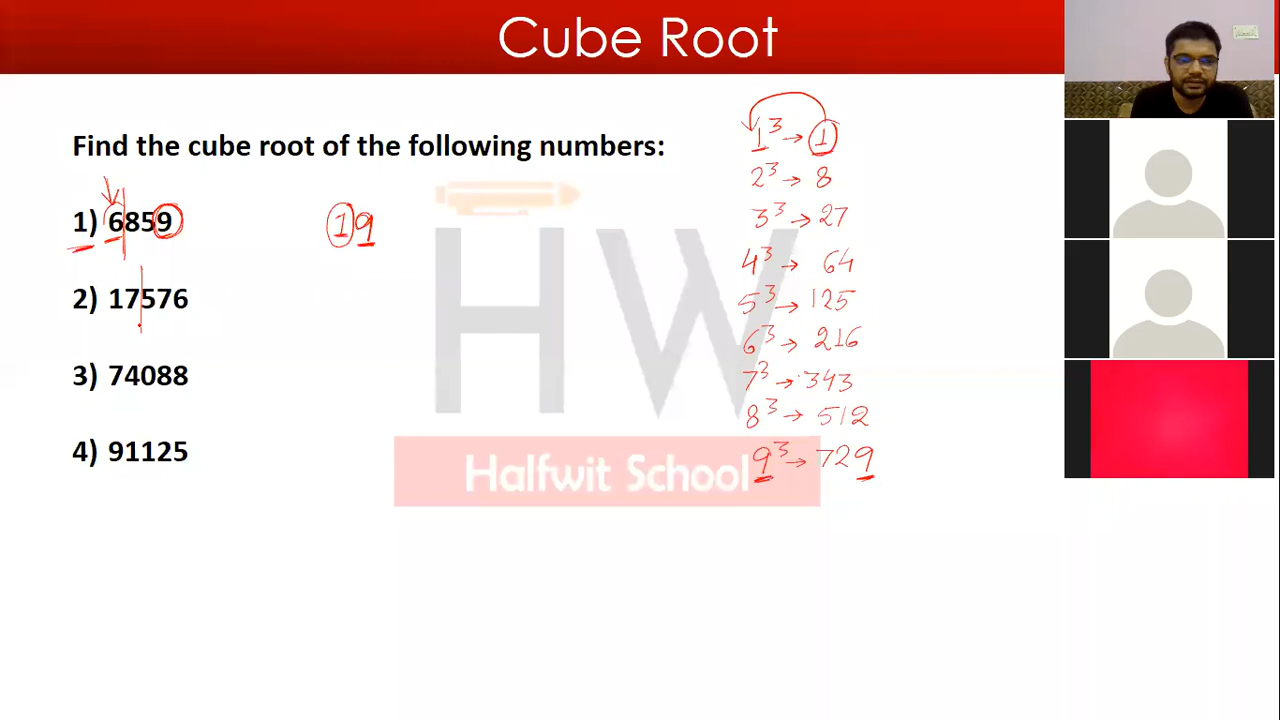 Cube Root
Find the cube root of the following numbers:
1) 6859
19
2) 17576
3) 74088
4) 91125
1³ → 1
2³ → 8
3³ → 27
4³ → 64
5³ → 125
6³ → 216
7³ → 343
8³ → 512
9³ → 729
HW
Halfwit School